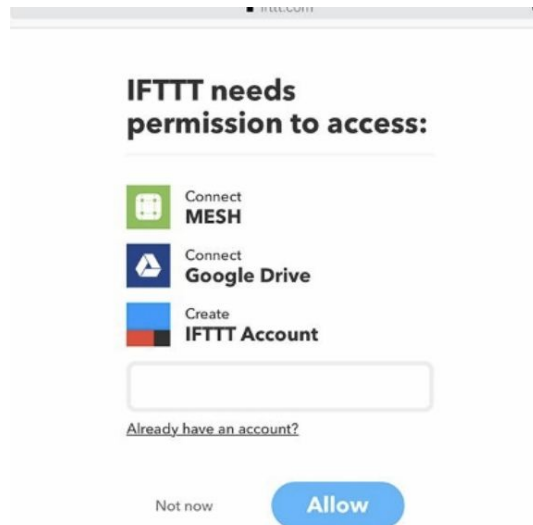 ifttt.com
IFTTT needs
permission to access:
Connect
MESH
Connect
Google Drive
Create
IFTTT Account
Already have an account?
Not now
Allow